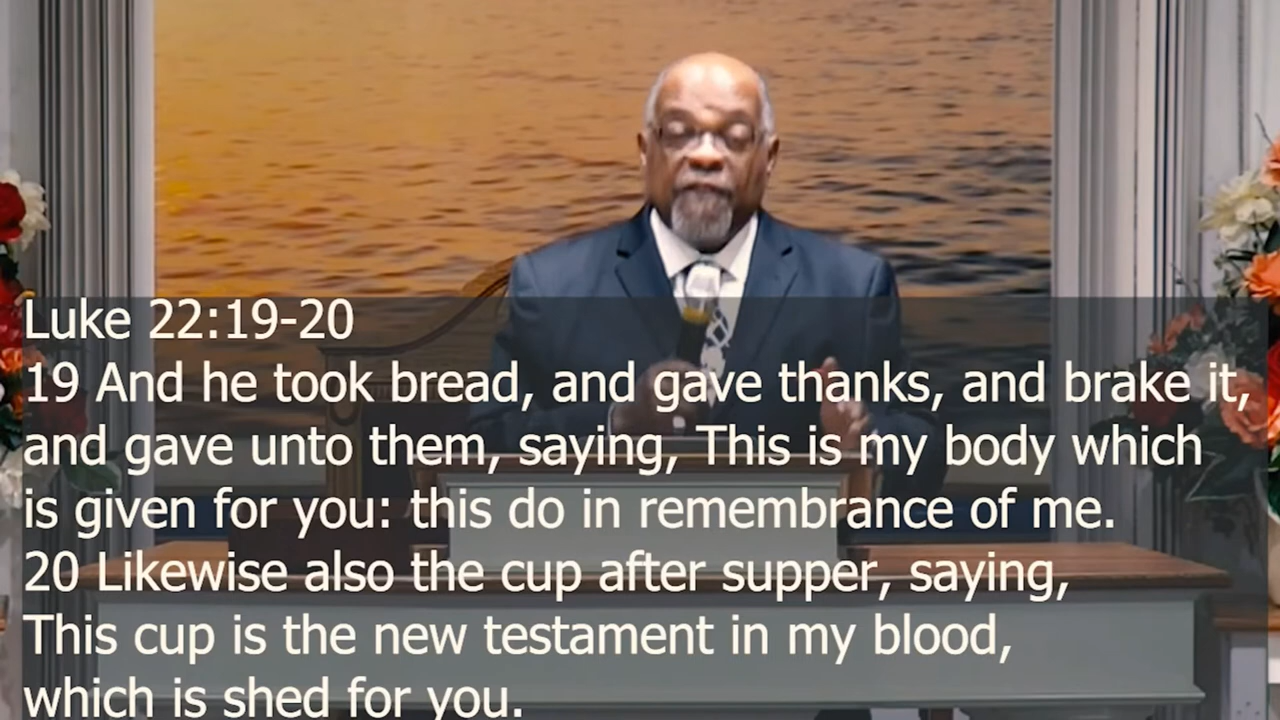 Luke 22:19-20
19 And he took bread, and gave thanks, and brake it,
and gave unto them, saying, This is my body which
is given for you: this do in remembrance of me.
20 Likewise also the cup after supper, saying,
This cup is the new testament in my blood,
which is shed for you.